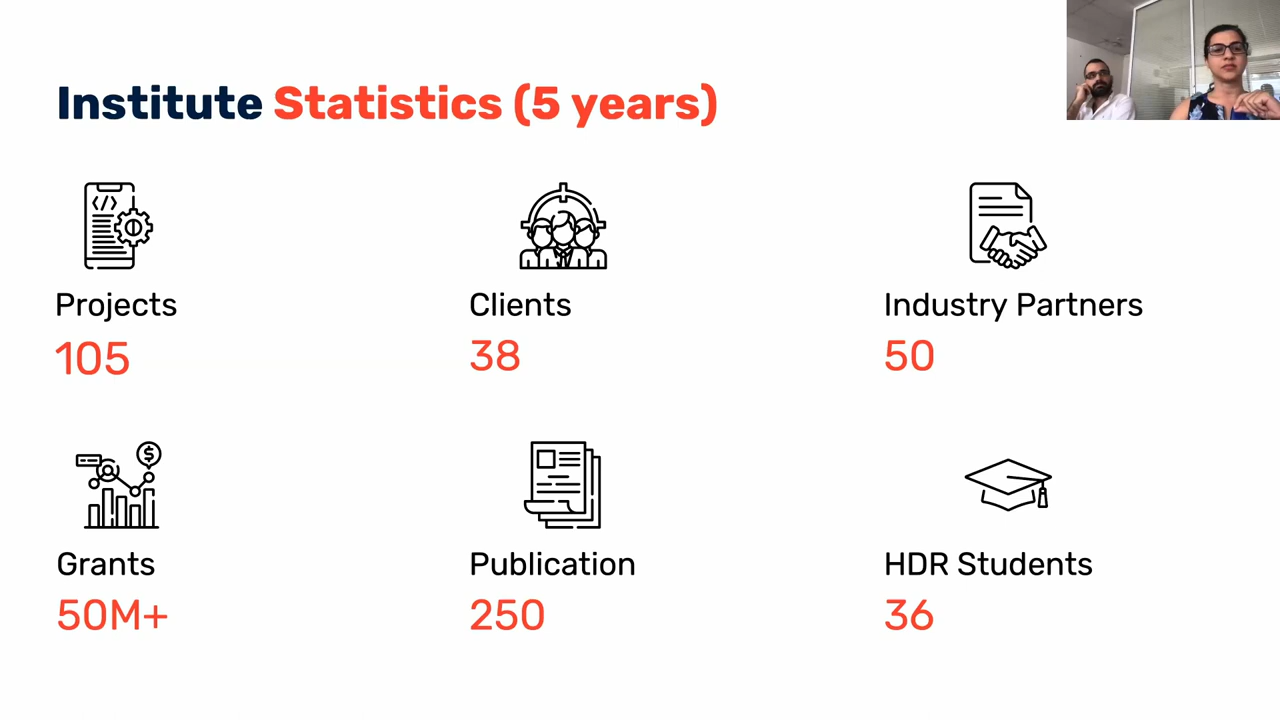 Institute Statistics (5 years)
Projects
105
Clients
38
Industry Partners
50
Grants
50M+
Publication
250
HDR Students
36